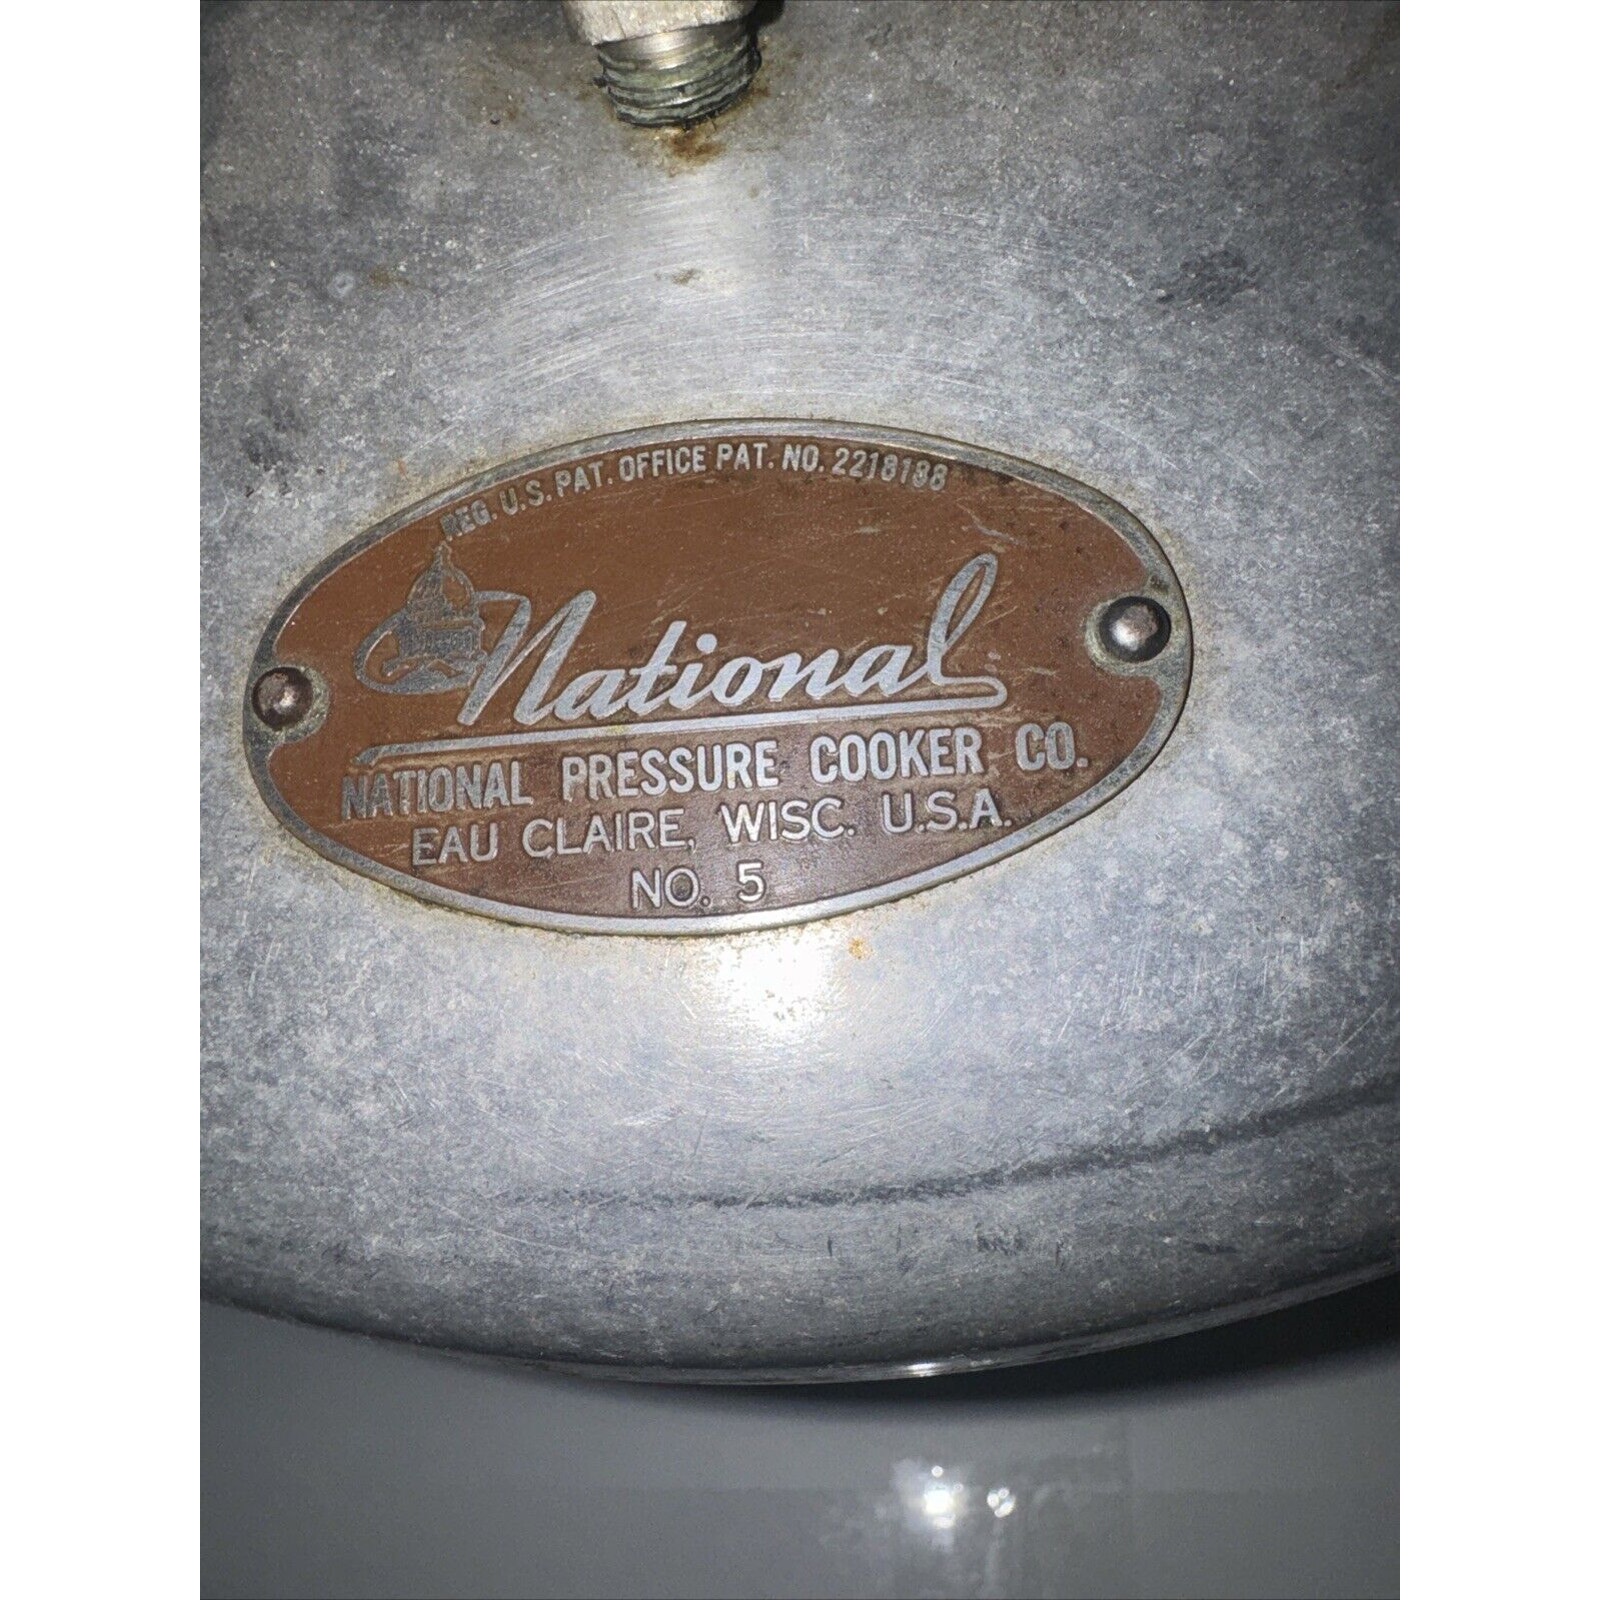 REG. U.S. PAT. OFFICE PAT. NO. 2218188
National
NATIONAL PRESSURE COOKER CO.
EAU CLAIRE, WISC. U.S.A.
NO. 5